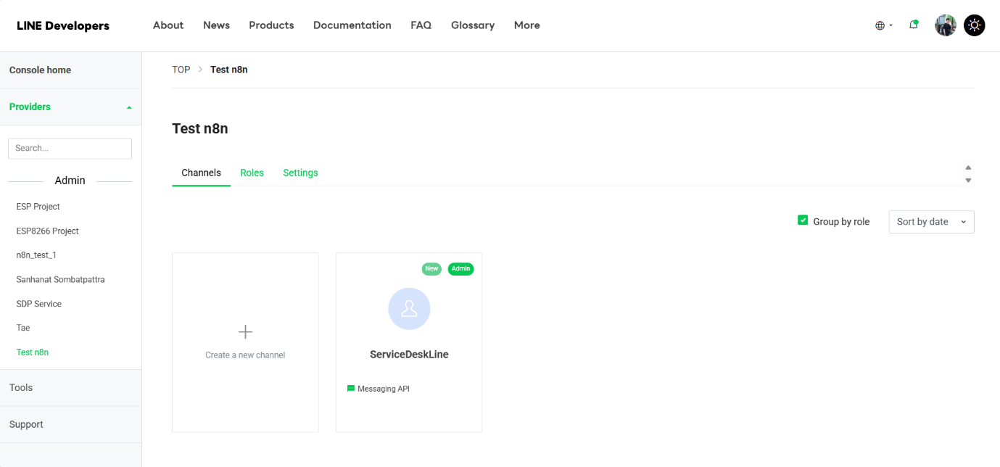 LINE Developers
About News Products Documentation FAQ Glossary More
Console home
Providers
Search...
Admin
ESP Project
ESP8266 Project
n8n_test_1
Sanhanat Sombatpattra
SDP Service
Tae
Test n8n
Tools
Support
TOP > Test n8n
Test n8n
Channels Roles Settings
Group by role Sort by date
Create a new channel
New Admin
ServiceDeskLine
Messaging API